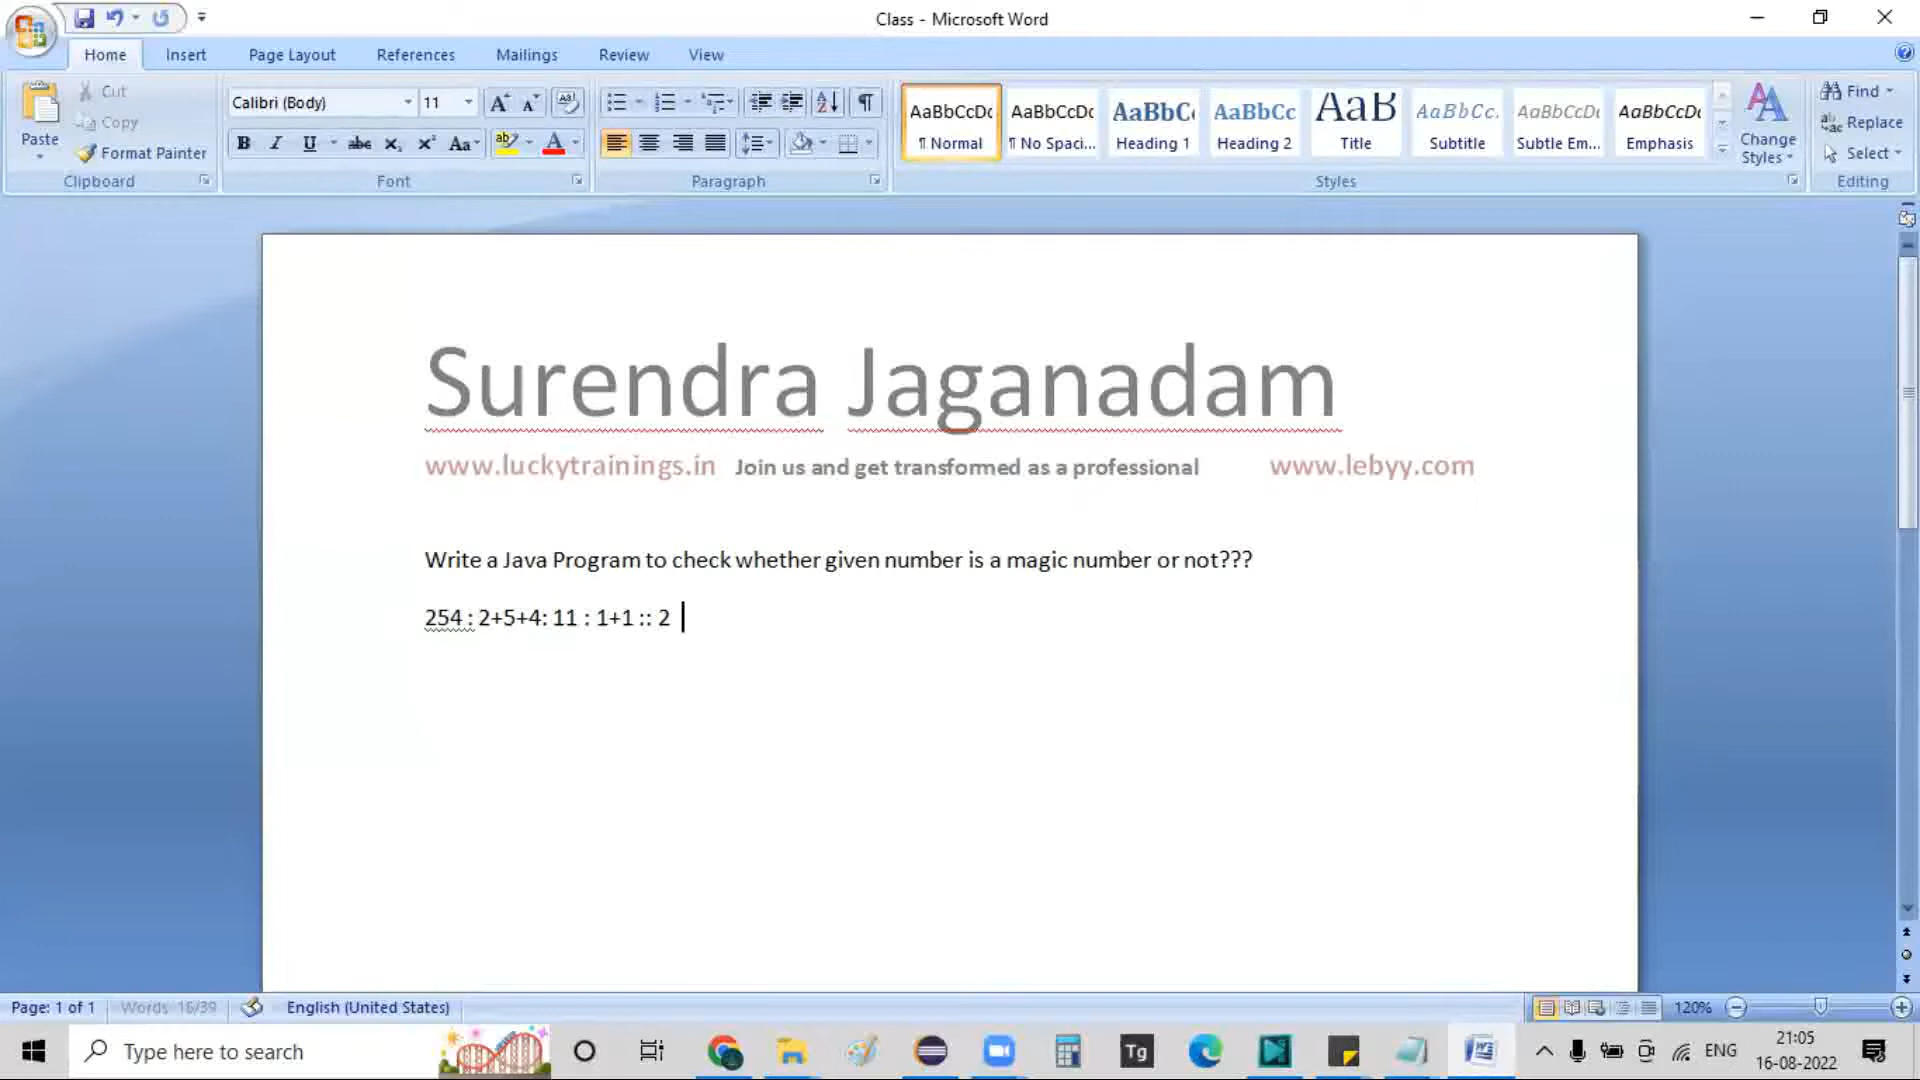 Class - Microsoft Word
Home Insert Page Layout References Mailings Review View
Paste Cut Copy Format Painter
Calibri (Body) 11
AaBbCcDc ¶ Normal
AaBbCcDc ¶ No Spaci...
AaBbC Heading 1
AaBbCc Heading 2
AaB Title
AaBbCc. Subtitle
AaBbCcDc Subtle Em...
AaBbCcDc Emphasis
Change Styles
Find
Replace
Select
Clipboard Font Paragraph Styles Editing
Surendra Jaganadam
www.luckytrainings.in Join us and get transformed as a professional www.lebyy.com
Write a Java Program to check whether given number is a magic number or not???
254 : 2+5+4: 11 : 1+1 :: 2
Page: 1 of 1 Words: 16/39 English (United States) 120%
Type here to search Tg ENG 21:05
16-08-2022